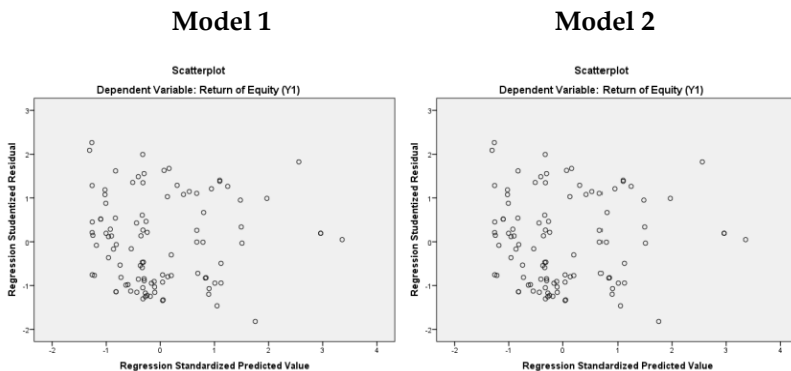 Model 1
Model 2
Scatterplot
Dependent Variable: Return of Equity (Y1)
Regression Studentized Residual
3
2
1
0
-1
-2
-2
-1
0
1
2
3
4
Regression Standardized Predicted Value
Scatterplot
Dependent Variable: Return of Equity (Y1)
Regression Studentized Residual
3
2
1
0
-1
-2
-2
-1
0
1
2
3
4
Regression Standardized Predicted Value